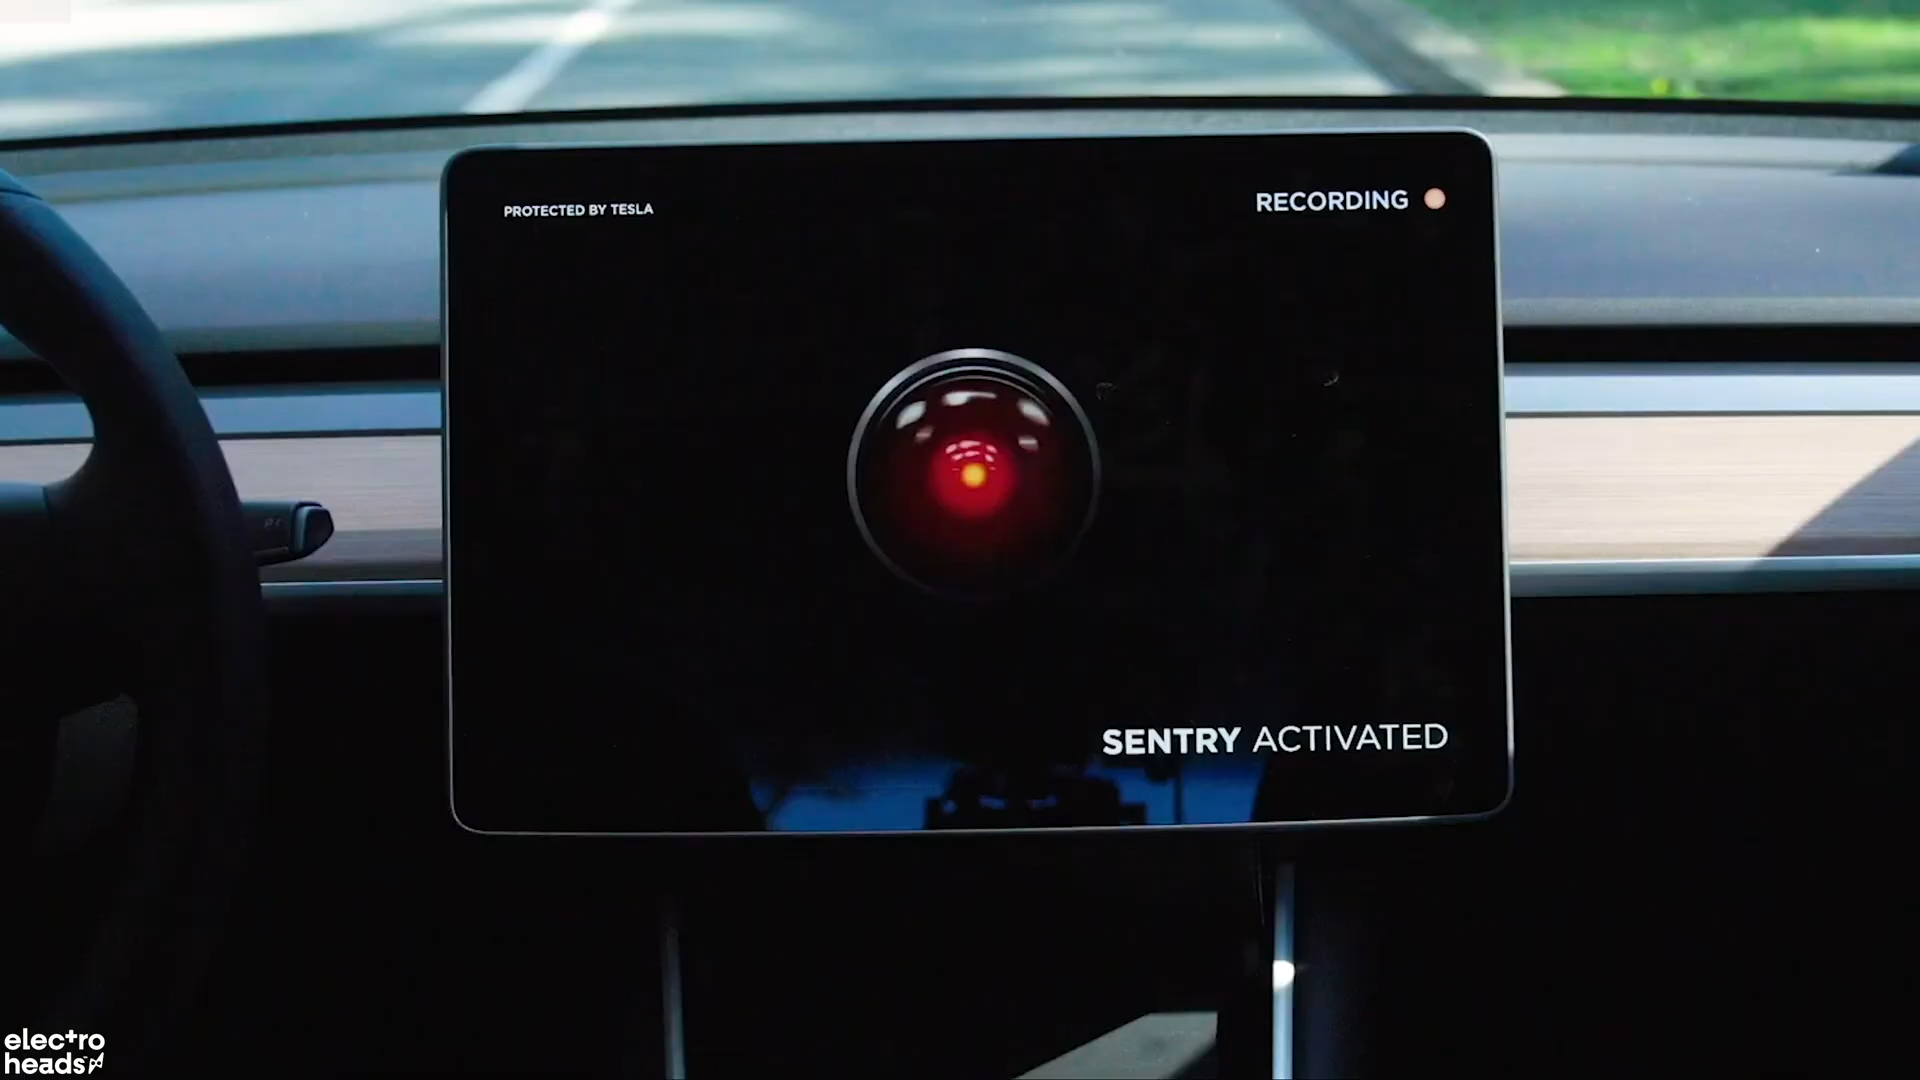 PROTECTED BY TESLA
RECORDING
SENTRY ACTIVATED
electro
heads